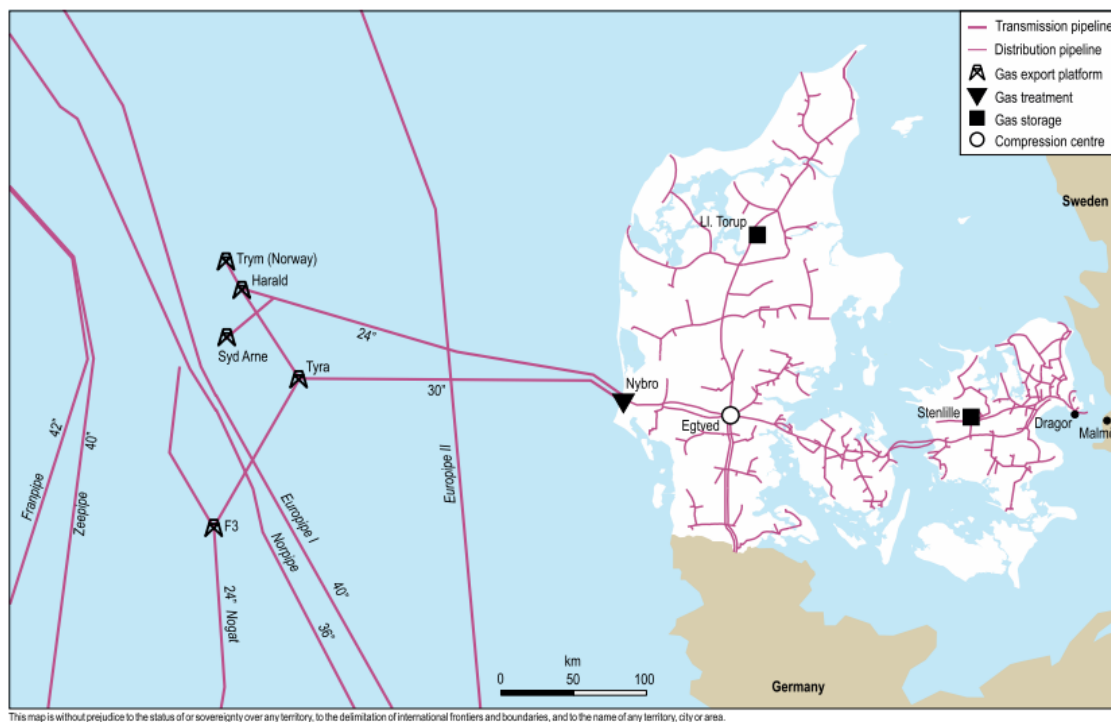 Transmission pipeline
Distribution pipeline
Gas export platform
Gas treatment
Gas storage
Compression centre
Sweden
Ll. Torup
Trym (Norway)
Harald
Syd Arne
24"
Tyra
30"
Nybro
Egtved
Stenlille
Dragor
Malmö
42"
40"
Franpipe
Zeepipe
Europipe II
F3
Europipe I
Norpipe
40"
36"
24" Nogat
km
0 50 100
Germany
This map is without prejudice to the status of or sovereignty over any territory, to the delimitation of international frontiers and boundaries, and to the name of any territory, city or area.